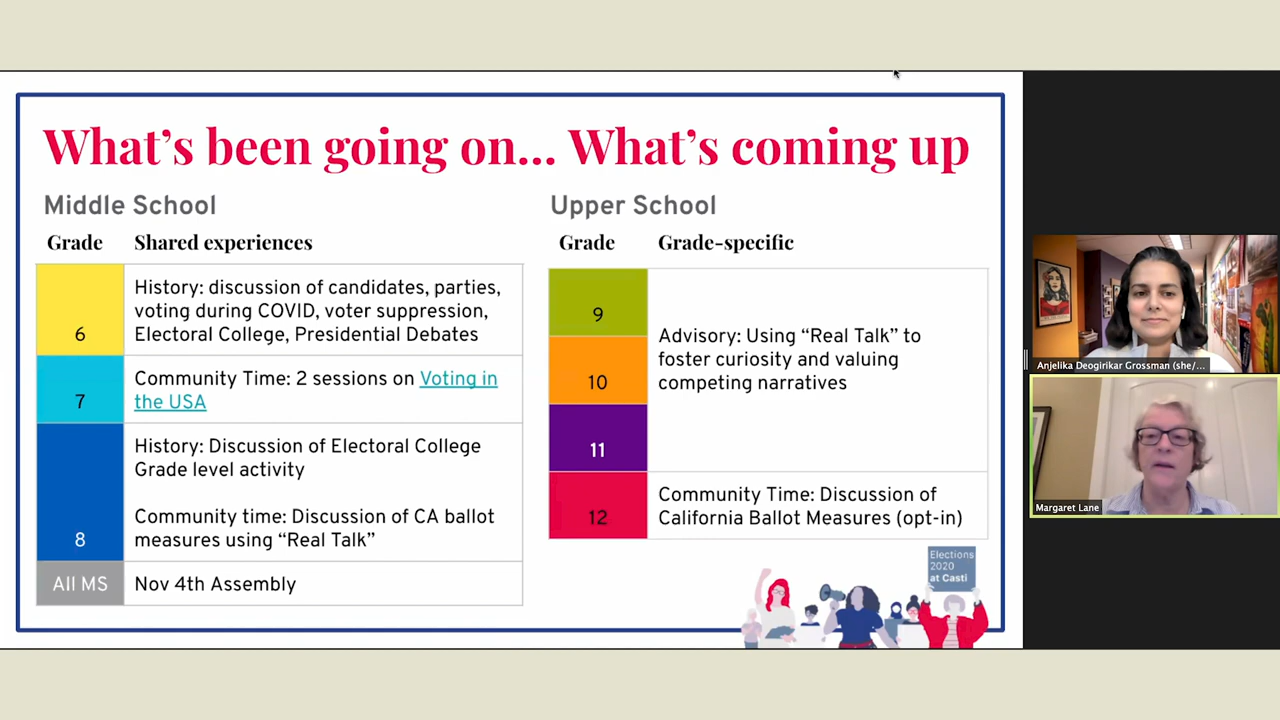 What's been going on... What's coming up
Middle School
Grade
Shared experiences
6
History: discussion of candidates, parties,
voting during COVID, voter suppression,
Electoral College, Presidential Debates
7
Community Time: 2 sessions on Voting in
the USA
8
History: Discussion of Electoral College
Grade level activity
Community time: Discussion of CA ballot
measures using “Real Talk”
All MS
Nov 4th Assembly
Upper School
Grade
Grade-specific
9
10
11
Advisory: Using “Real Talk” to
foster curiosity and valuing
competing narratives
12
Community Time: Discussion of
California Ballot Measures (opt-in)
Elections
2020
at Casti
Anjelika Deogirikar Grossman (she/...
Margaret Lane